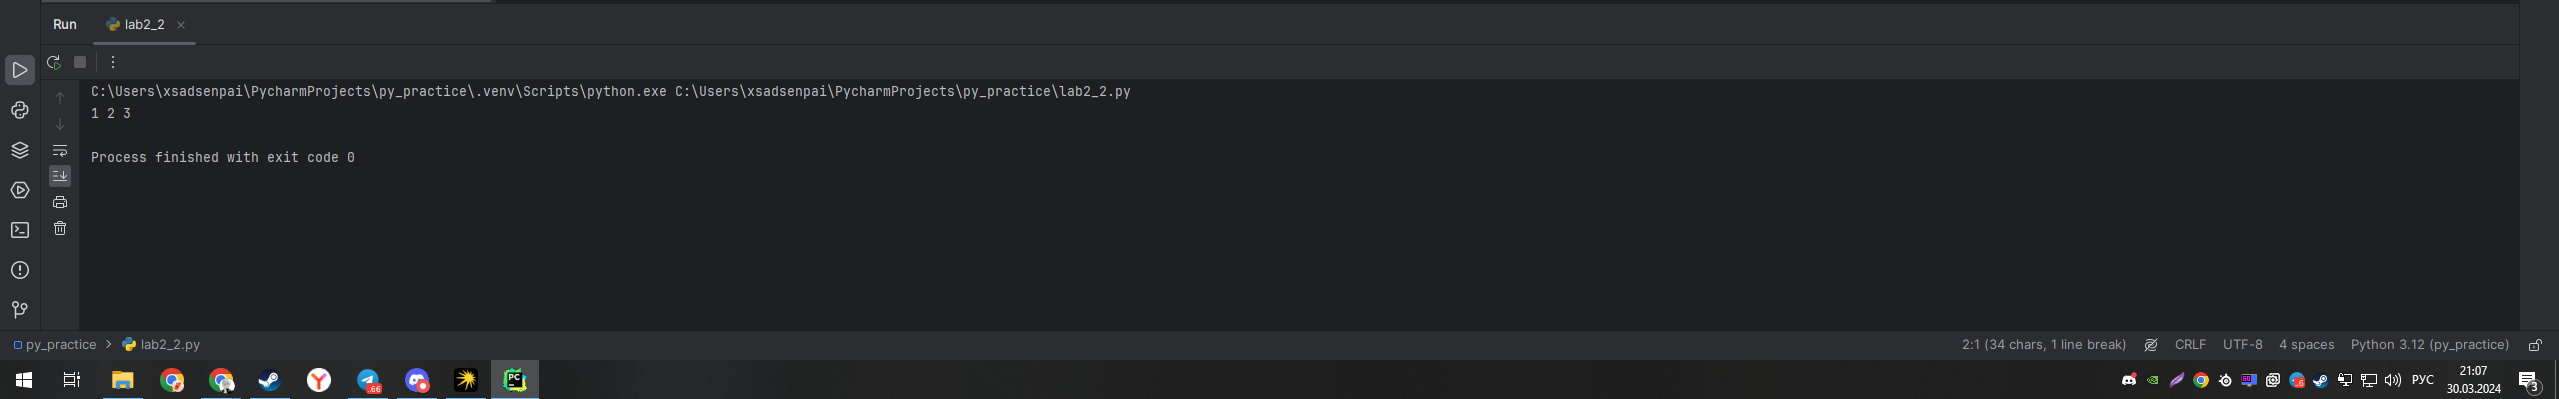 Run lab2_2
C:\Users\xsadsenpai\PycharmProjects\py_practice\.venv\Scripts\python.exe C:\Users\xsadsenpai\PycharmProjects\py_practice\lab2_2.py
1 2 3
Process finished with exit code 0
py_practice > lab2_2.py 2:1 (34 chars, 1 line break) CRLF UTF-8 4 spaces Python 3.12 (py_practice)
.66 PC РУС 21:07
30.03.2024 3